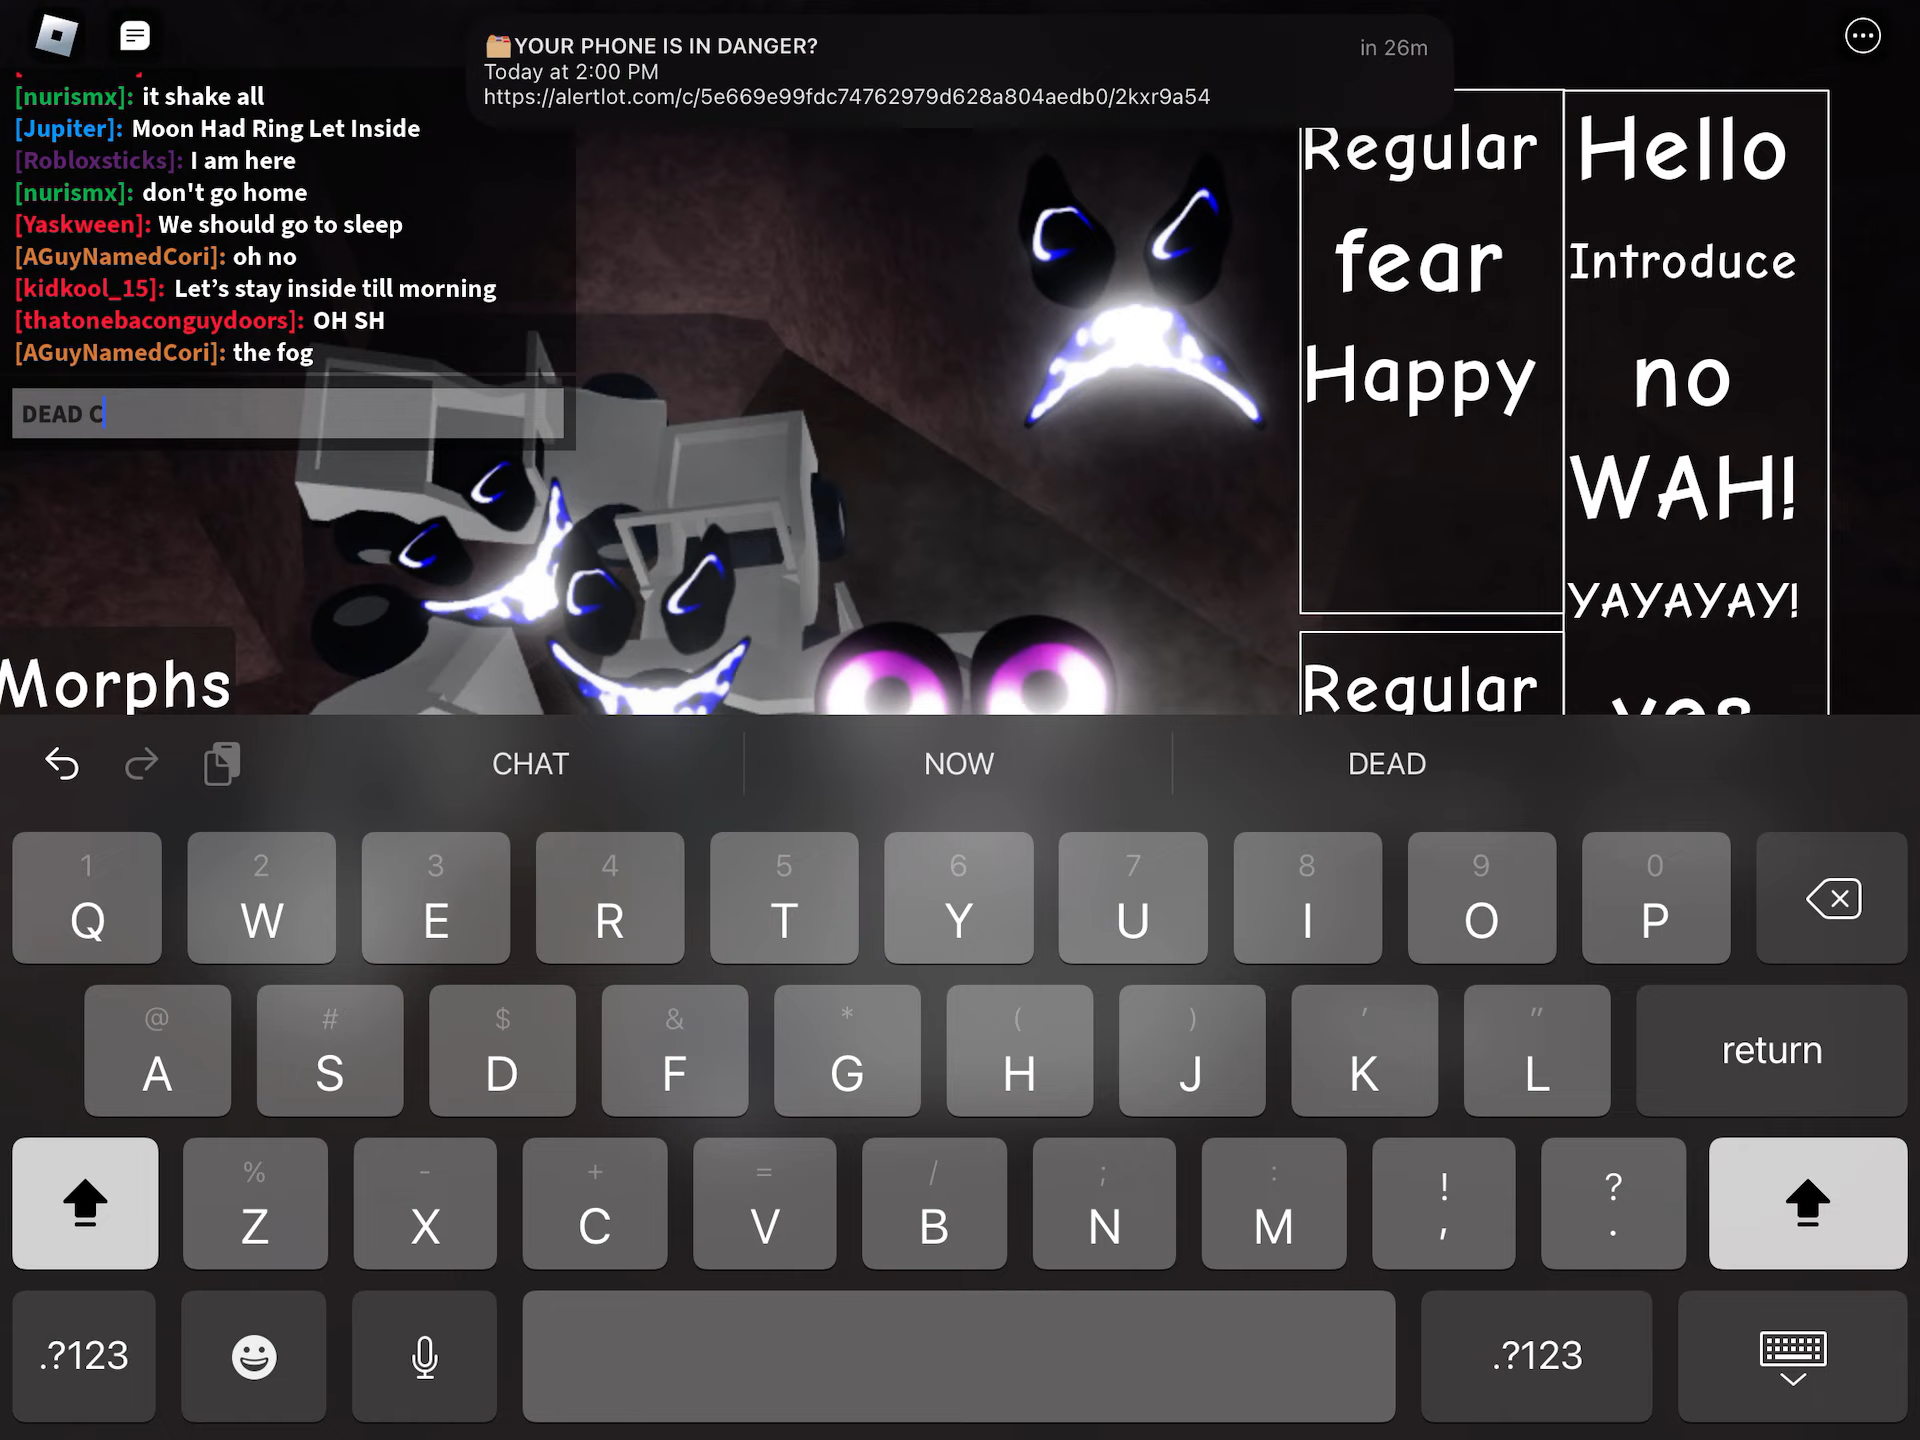 YOUR PHONE IS IN DANGER?
in 26m
Today at 2:00 PM
https://alertlot.com/c/5e669e99fdc74762979d628a804aedb0/2kxr9a54
[nurismx]: it shake all
[Jupiter]: Moon Had Ring Let Inside
[Robloxsticks]: I am here
[nurismx]: don't go home
[Yaskween]: We should go to sleep
[AGuyNamedCori]: oh no
[kidkool_15]: Let’s stay inside till morning
[thatonebaconguydoors]: OH SH
[AGuyNamedCori]: the fog
DEAD C
Regular
fear
Happy
Regular
Hello
Introduce
no
WAH!
YAYAYAY!
yes
Morphs
CHAT
NOW
DEAD
1 2 3 4 5 6 7 8 9 0
Q W E R T Y U I O P
@ # $ & * ( ) ' "
A S D F G H J K L return
% - + = / ; : ! ?
Z X C V B N M , .
.?123 .?123